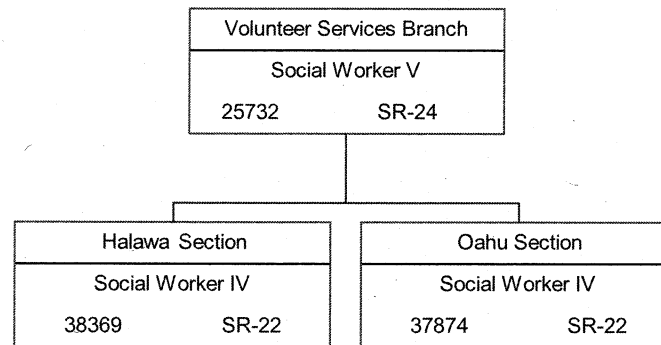 Volunteer Services Branch
Social Worker V
25732 SR-24
Halawa Section
Social Worker IV
38369 SR-22
Oahu Section
Social Worker IV
37874 SR-22